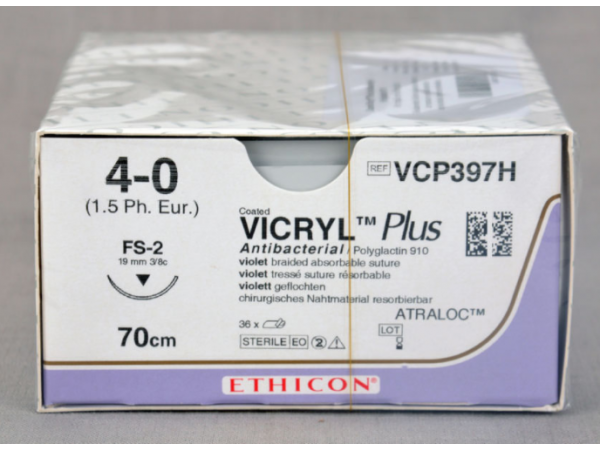 4-0
(1.5 Ph. Eur.)
FS-2
19 mm 3/8c
70cm
REF VCP397H
Coated
VICRYL™ Plus
Antibacterial / Polyglactin 910
violet braided absorbable suture
violet tressé suture résorbable
violett geflochten
chirurgisches Nahtmaterial resorbierbar
ATRALOC™
36 x
LOT
STERILE EO 2
ETHICON®